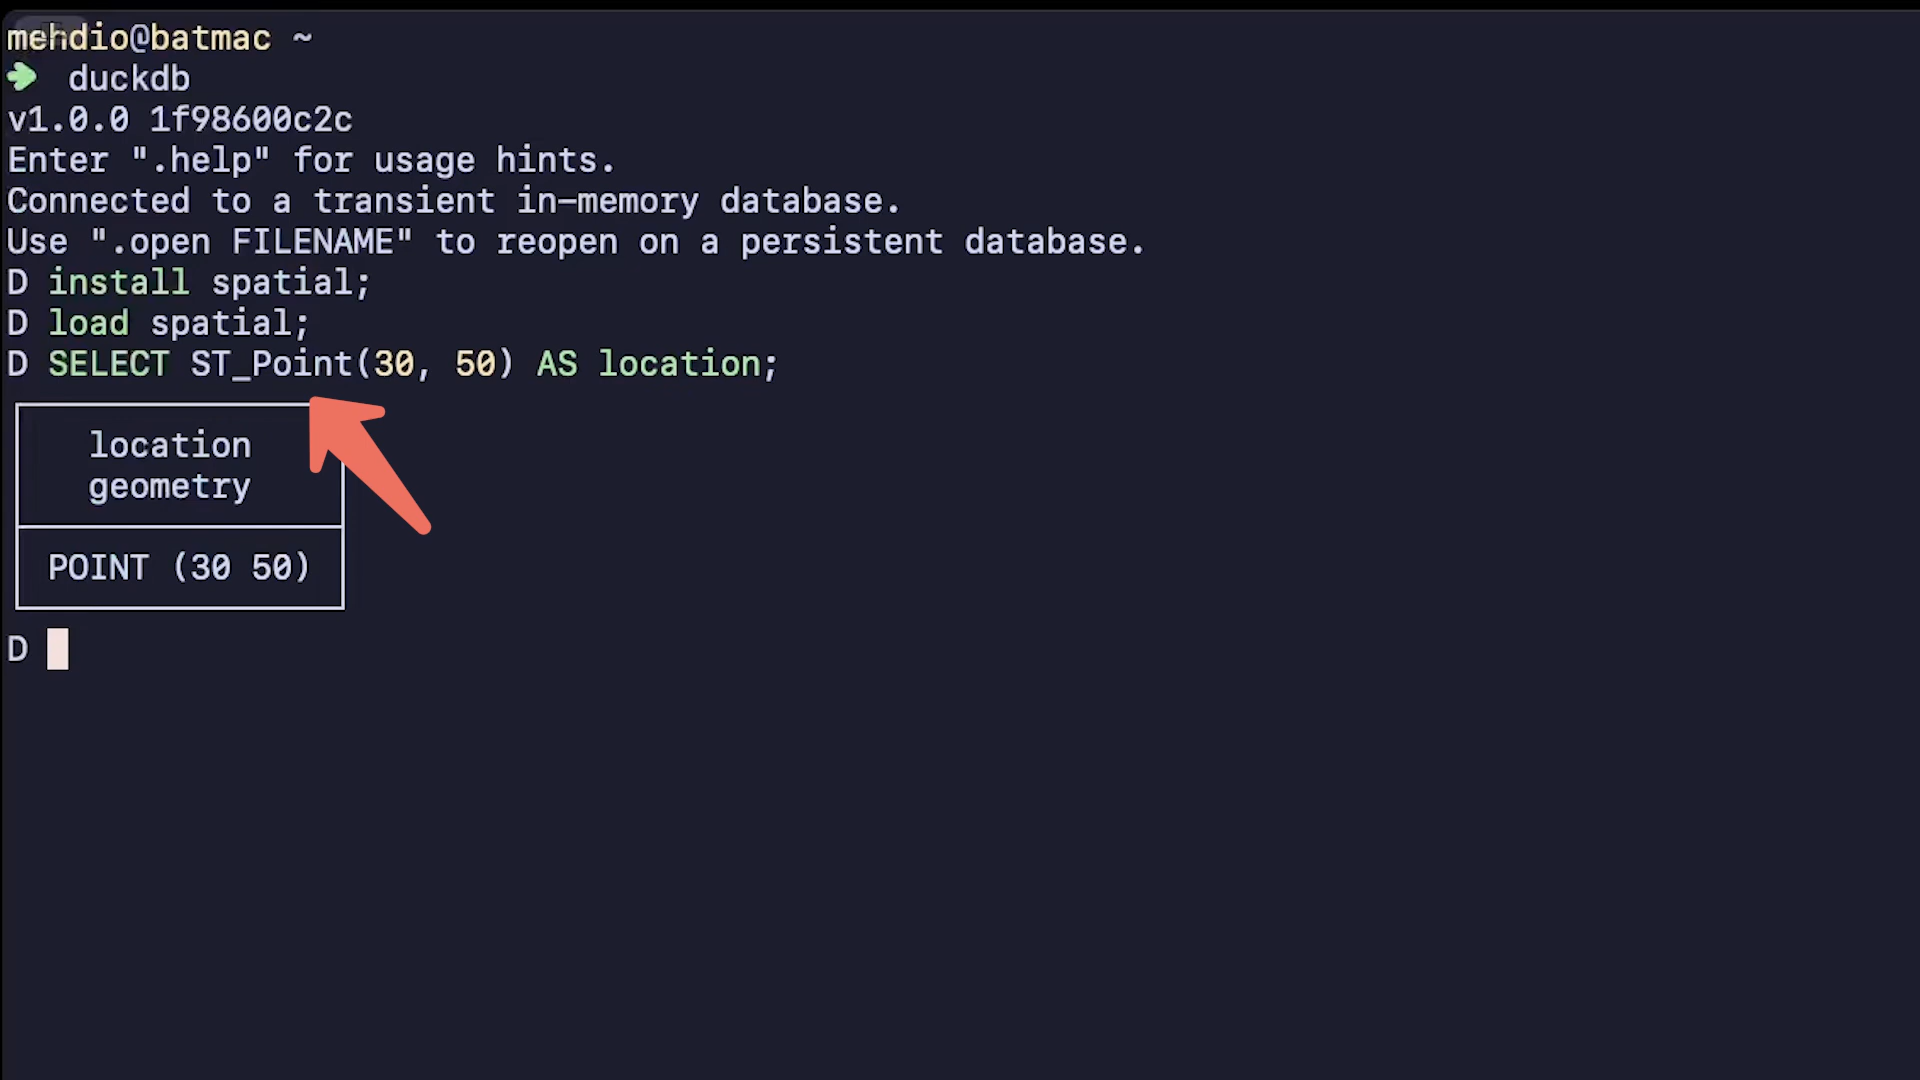 mehdio@batmac ~
➜ duckdb
v1.0.0 1f98600c2c
Enter ".help" for usage hints.
Connected to a transient in-memory database.
Use ".open FILENAME" to reopen on a persistent database.
D install spatial;
D load spatial;
D SELECT ST_Point(30, 50) AS location;
location
geometry
POINT (30 50)
D